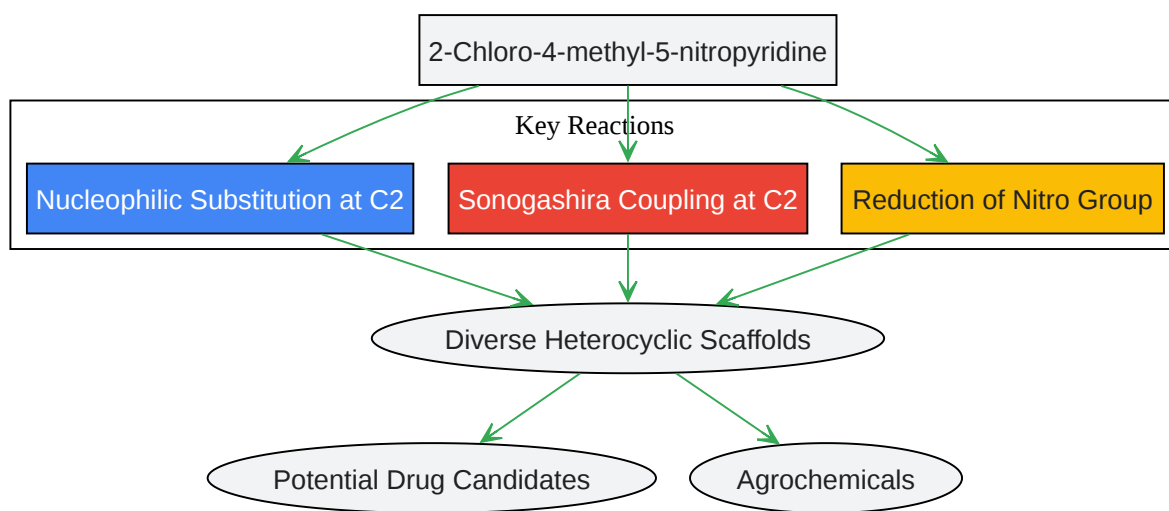 2-Chloro-4-methyl-5-nitropyridine
Key Reactions
Nucleophilic Substitution at C2
Sonogashira Coupling at C2
Reduction of Nitro Group
Diverse Heterocyclic Scaffolds
Potential Drug Candidates
Agrochemicals